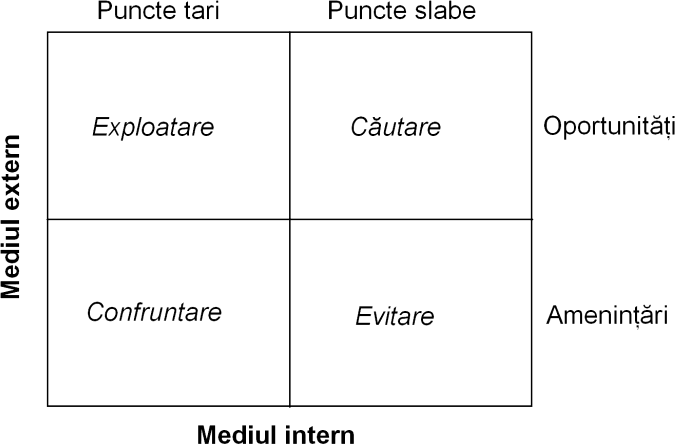 Puncte tari
Puncte slabe
Mediul extern
Exploatare
Căutare
Oportunități
Confruntare
Evitare
Amenințări
Mediul intern